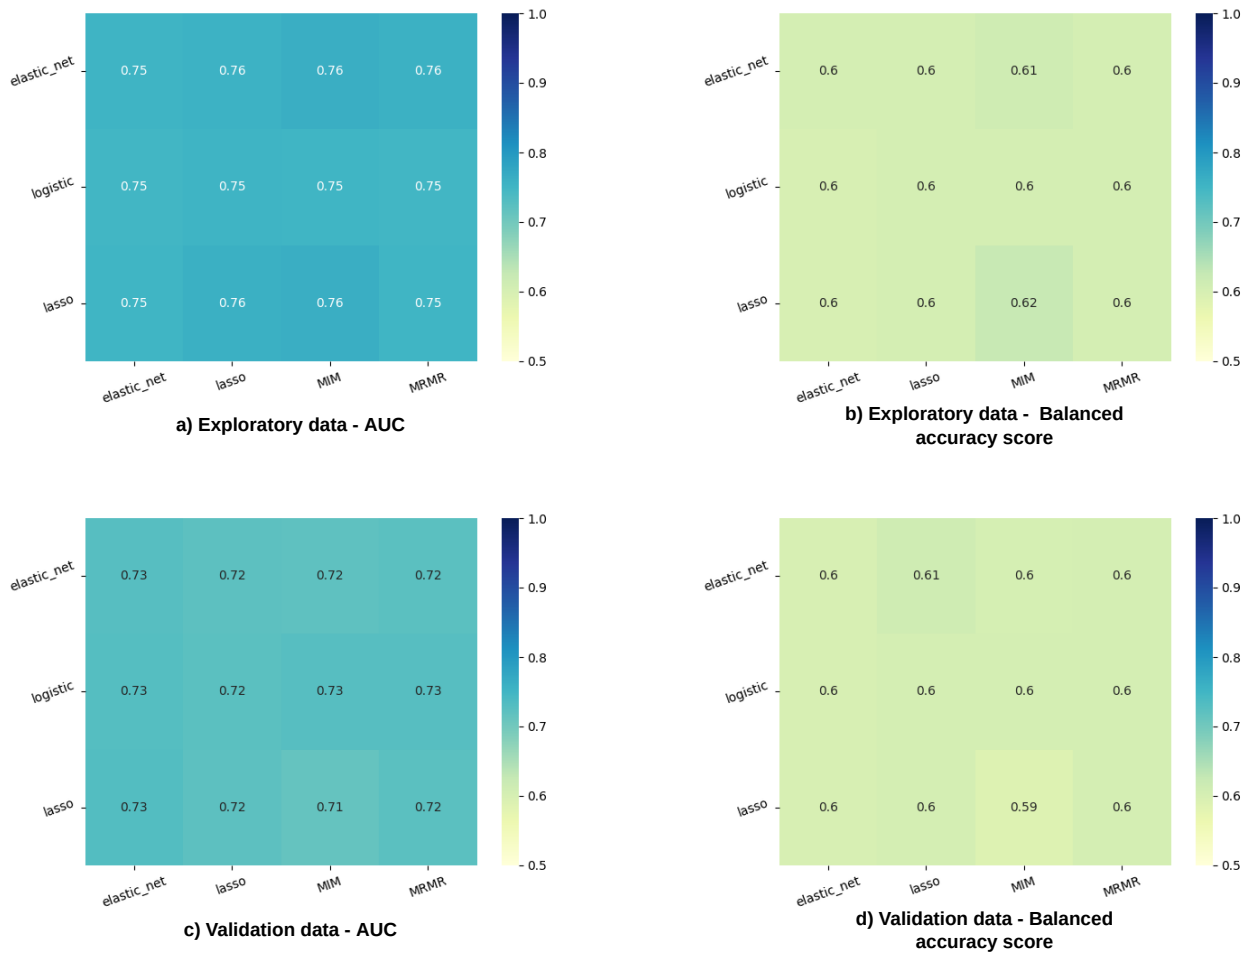 1.0
elastic_net 0.75 0.76 0.76 0.76
0.9
0.8
logistic 0.75 0.75 0.75 0.75
0.7
lasso 0.75 0.76 0.76 0.75
0.6
0.5
elastic_net lasso MIM MRMR
a) Exploratory data - AUC
1.0
elastic_net 0.6 0.6 0.61 0.6
0.9
0.8
logistic 0.6 0.6 0.6 0.6
0.7
lasso 0.6 0.6 0.62 0.6
0.6
0.5
elastic_net lasso MIM MRMR
b) Exploratory data - Balanced
accuracy score
1.0
elastic_net 0.73 0.72 0.72 0.72
0.9
0.8
logistic 0.73 0.72 0.73 0.73
0.7
lasso 0.73 0.72 0.71 0.72
0.6
0.5
elastic_net lasso MIM MRMR
c) Validation data - AUC
1.0
elastic_net 0.6 0.61 0.6 0.6
0.9
0.8
logistic 0.6 0.6 0.6 0.6
0.7
lasso 0.6 0.6 0.59 0.6
0.6
0.5
elastic_net lasso MIM MRMR
d) Validation data - Balanced
accuracy score